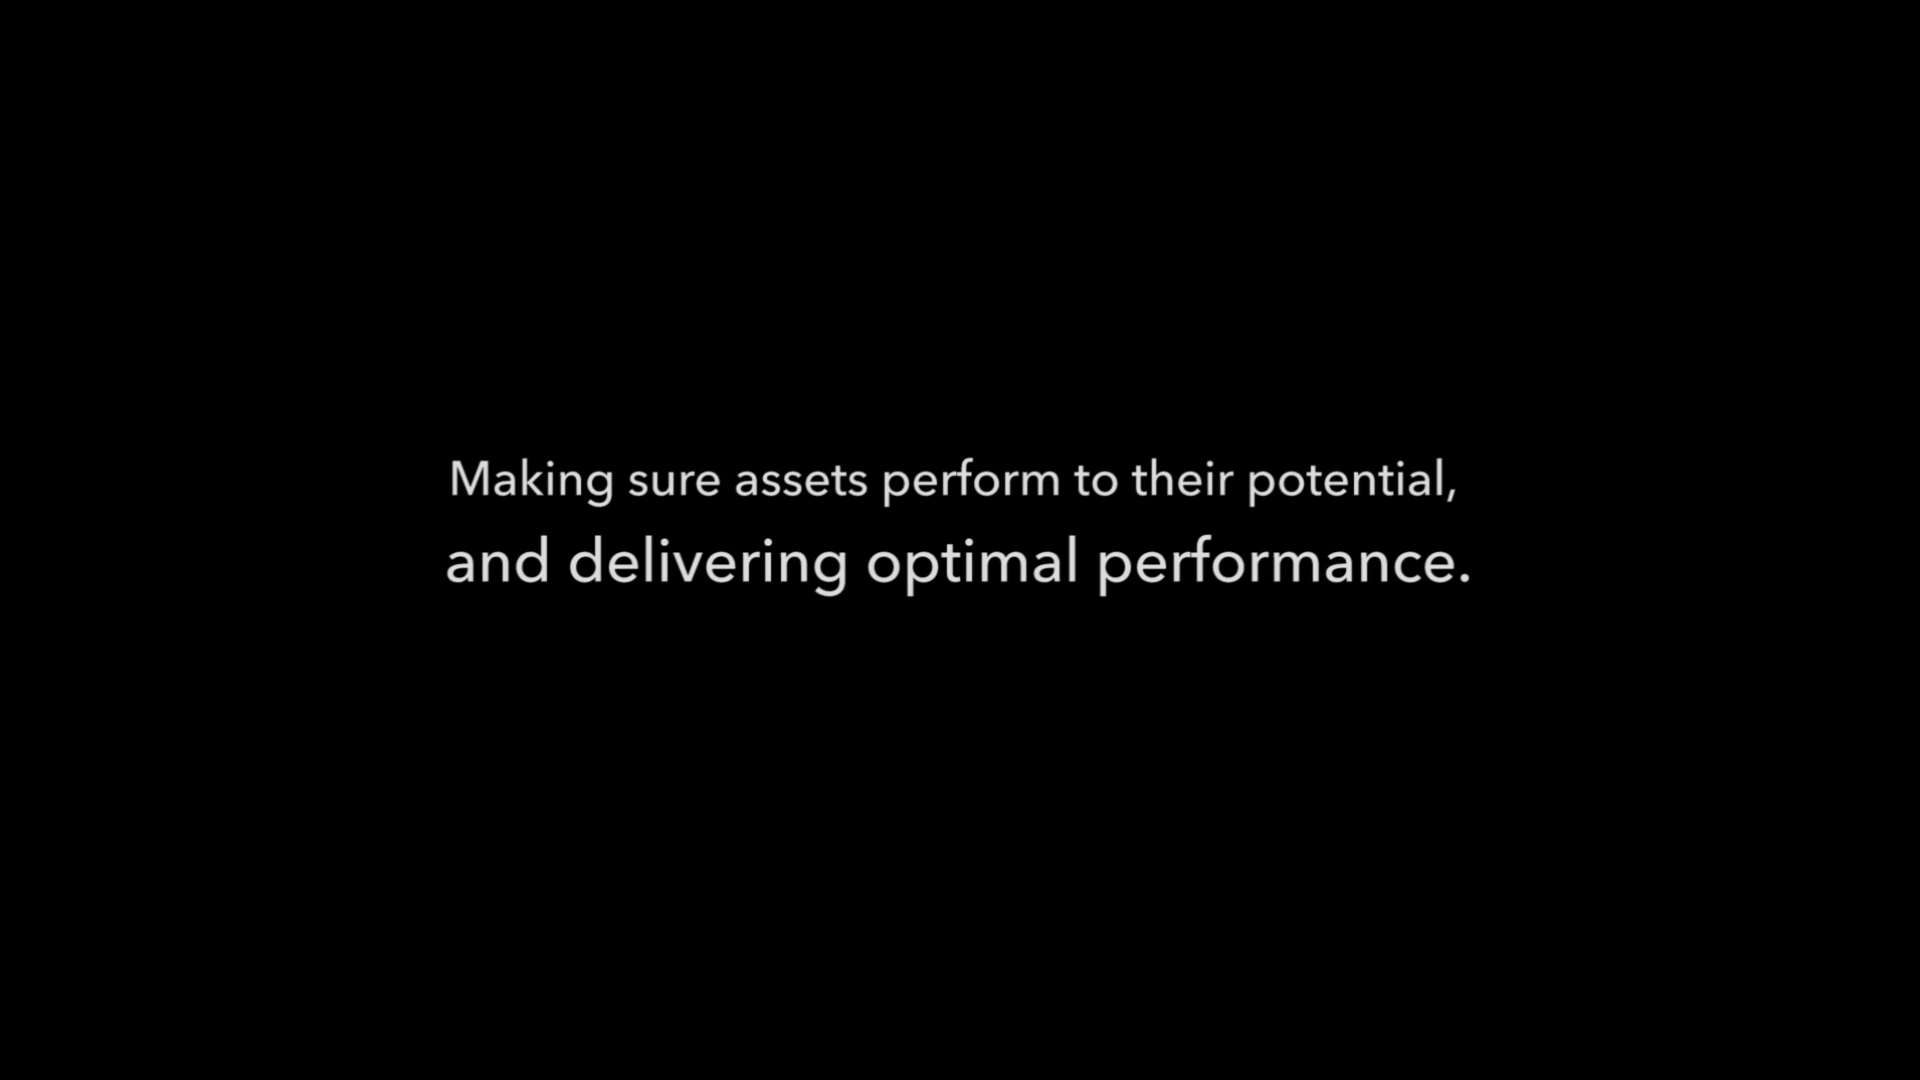 Making sure assets perform to their potential,
and delivering optimal performance.